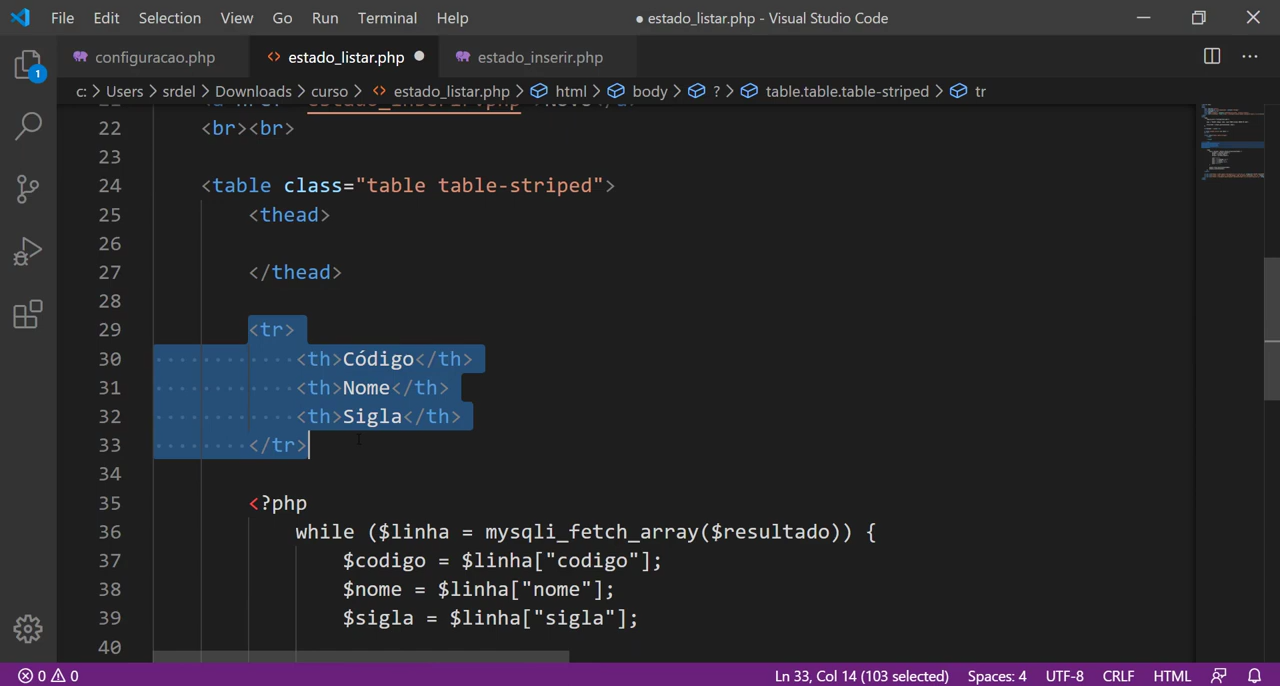 File Edit Selection View Go Run Terminal Help ● estado_listar.php - Visual Studio Code
configuracao.php estado_listar.php ● estado_inserir.php
1
c: > Users > srdel > Downloads > curso > estado_listar.php > html > body > ? > table.table.table-striped > tr
22 <br><br>
23
24 <table class="table table-striped">
25 <thead>
26
27 </thead>
28
29 <tr>
30 <th>Código</th>
31 <th>Nome</th>
32 <th>Sigla</th>
33 </tr>
34
35 <?php
36 while ($linha = mysqli_fetch_array($resultado)) {
37 $codigo = $linha["codigo"];
38 $nome = $linha["nome"];
39 $sigla = $linha["sigla"];
40
0 0 Ln 33, Col 14 (103 selected) Spaces: 4 UTF-8 CRLF HTML